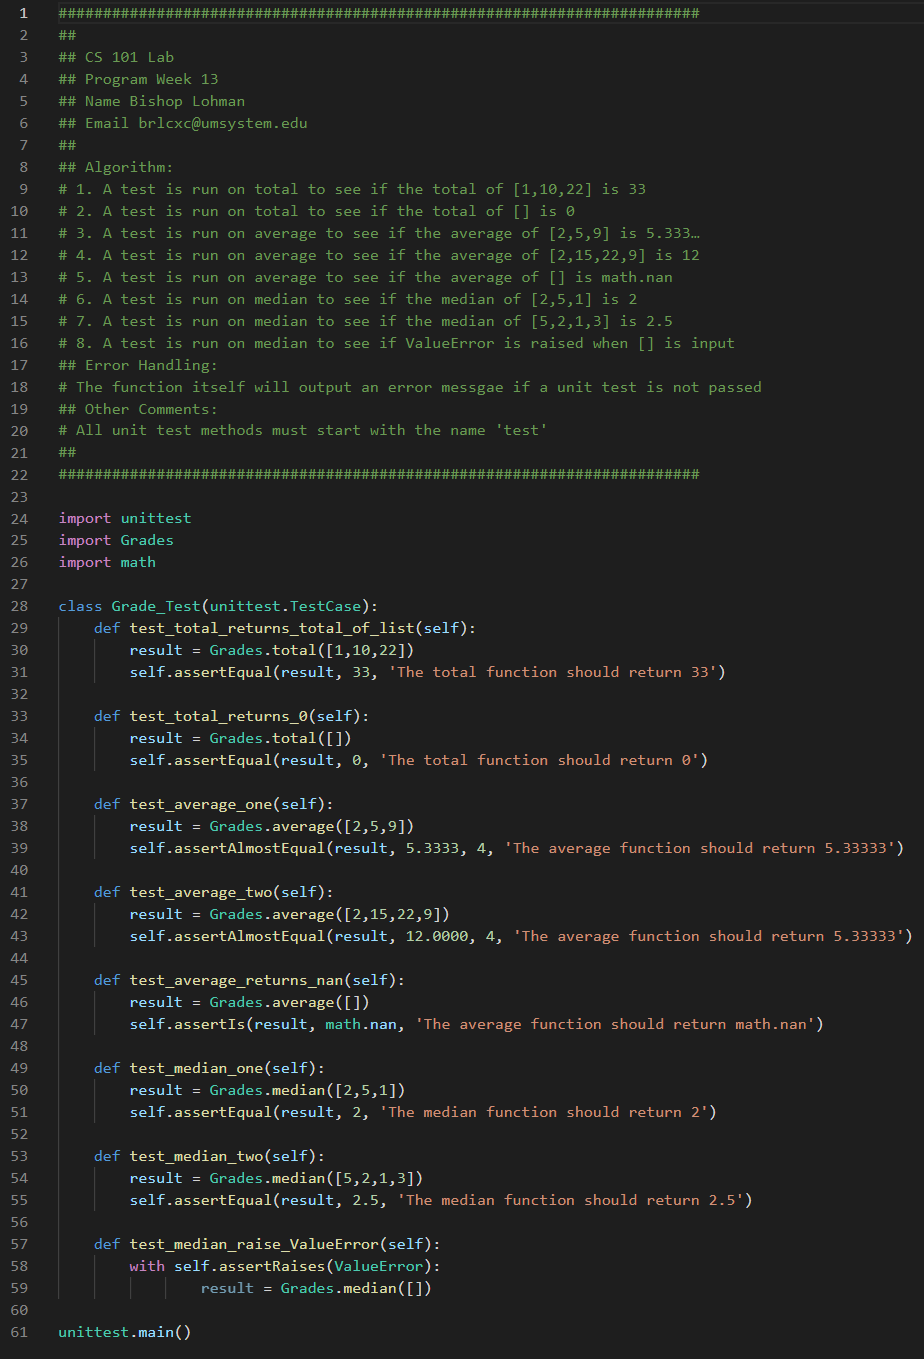 1 ########################################################################
2 ##
3 ## CS 101 Lab
4 ## Program Week 13
5 ## Name Bishop Lohman
6 ## Email brlcxc@umsystem.edu
7 ##
8 ## Algorithm:
9 # 1. A test is run on total to see if the total of [1,10,22] is 33
10 # 2. A test is run on total to see if the total of [] is 0
11 # 3. A test is run on average to see if the average of [2,5,9] is 5.333…
12 # 4. A test is run on average to see if the average of [2,15,22,9] is 12
13 # 5. A test is run on average to see if the average of [] is math.nan
14 # 6. A test is run on median to see if the median of [2,5,1] is 2
15 # 7. A test is run on median to see if the median of [5,2,1,3] is 2.5
16 # 8. A test is run on median to see if ValueError is raised when [] is input
17 ## Error Handling:
18 # The function itself will output an error messgae if a unit test is not passed
19 ## Other Comments:
20 # All unit test methods must start with the name 'test'
21 ##
22 ########################################################################
23
24 import unittest
25 import Grades
26 import math
27
28 class Grade_Test(unittest.TestCase):
29     def test_total_returns_total_of_list(self):
30         result = Grades.total([1,10,22])
31         self.assertEqual(result, 33, 'The total function should return 33')
32
33     def test_total_returns_0(self):
34         result = Grades.total([])
35         self.assertEqual(result, 0, 'The total function should return 0')
36
37     def test_average_one(self):
38         result = Grades.average([2,5,9])
39         self.assertAlmostEqual(result, 5.3333, 4, 'The average function should return 5.33333')
40
41     def test_average_two(self):
42         result = Grades.average([2,15,22,9])
43         self.assertAlmostEqual(result, 12.0000, 4, 'The average function should return 5.33333')
44
45     def test_average_returns_nan(self):
46         result = Grades.average([])
47         self.assertIs(result, math.nan, 'The average function should return math.nan')
48
49     def test_median_one(self):
50         result = Grades.median([2,5,1])
51         self.assertEqual(result, 2, 'The median function should return 2')
52
53     def test_median_two(self):
54         result = Grades.median([5,2,1,3])
55         self.assertEqual(result, 2.5, 'The median function should return 2.5')
56
57     def test_median_raise_ValueError(self):
58         with self.assertRaises(ValueError):
59                 result = Grades.median([])
60
61 unittest.main()